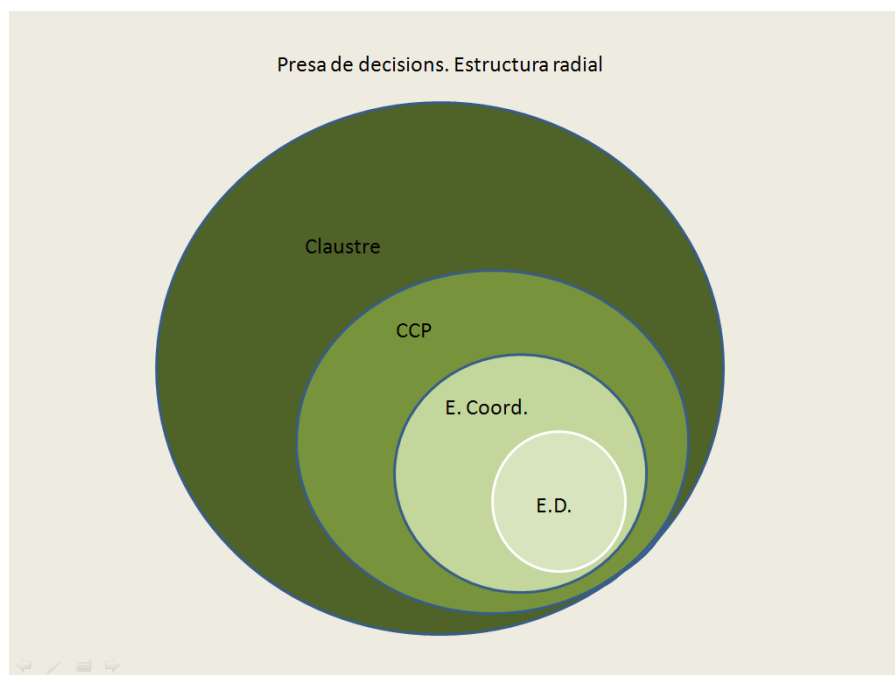 Presa de decisions. Estructura radial
Claustre
CCP
E. Coord.
E.D.